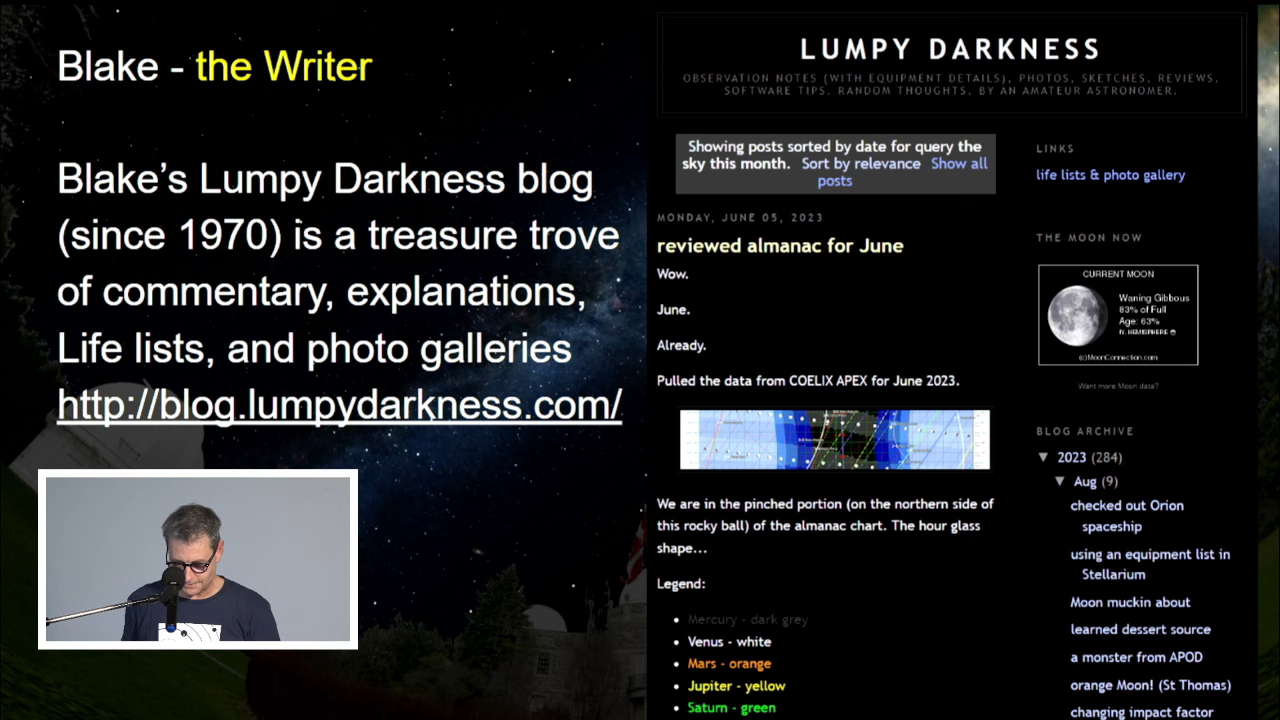 Blake - the Writer
Blake's Lumpy Darkness blog
(since 1970) is a treasure trove
of commentary, explanations,
Life lists, and photo galleries
http://blog.lumpydarkness.com/
LUMPY DARKNESS
OBSERVATION NOTES (WITH EQUIPMENT DETAILS), PHOTOS, SKETCHES, REVIEWS,
SOFTWARE TIPS, RANDOM THOUGHTS, BY AN AMATEUR ASTRONOMER.
Showing posts sorted by date for query the
sky this month. Sort by relevance Show all
posts
MONDAY, JUNE 05, 2023
reviewed almanac for June
Wow.
June.
Already.
Pulled the data from COELIX APEX for June 2023.
We are in the pinched portion (on the northern side of
this rocky ball) of the almanac chart. The hour glass
shape...
Legend:
Mercury - dark grey
Venus - white
Mars - orange
Jupiter - yellow
Saturn - green
LINKS
life lists & photo gallery
THE MOON NOW
CURRENT MOON
Waning Gibbous
83% of Full
Age: 63%
N. HEMISPHERE
(c)MoonConnection.com
Want more Moon data?
BLOG ARCHIVE
▼ 2023 (284)
▼ Aug (9)
checked out Orion
spaceship
using an equipment list in
Stellarium
Moon muckin about
learned dessert source
a monster from APOD
orange Moon! (St Thomas)
changing impact factor